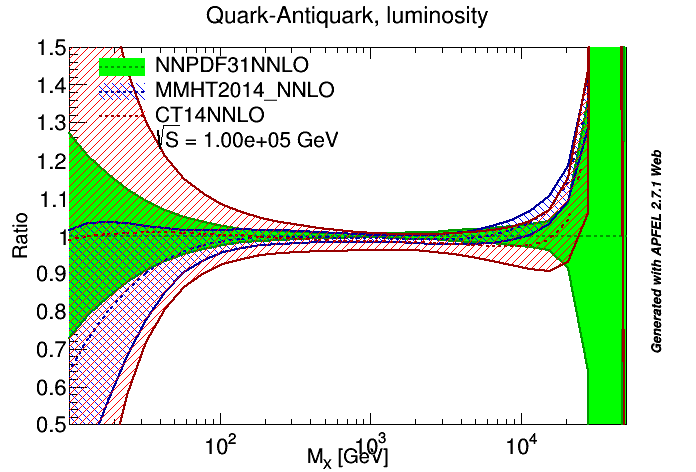 Quark-Antiquark, luminosity
NNPDF31NNLO
MMHT2014_NNLO
CT14NNLO
√S = 1.00e+05 GeV
1.5
1.4
1.3
1.2
1.1
1
0.9
0.8
0.7
0.6
0.5
Ratio
10²
10³
10⁴
Mₓ [GeV]
Generated with APFEL 2.7.1 Web